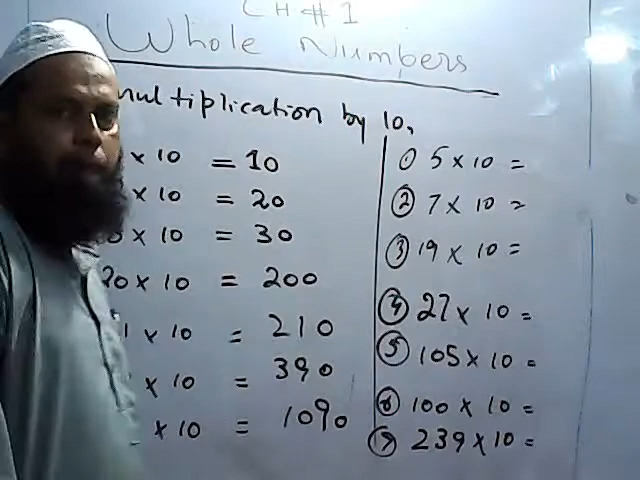 CH#1
Whole Numbers
multiplication by 10,
x 10 = 10
x 10 = 20
x 10 = 30
20 x 10 = 200
1 x 10 = 210
x 10 = 390
x 10 = 1090
① 5 x 10 =
② 7 x 10 =
③ 19 x 10 =
④ 27 x 10 =
⑤ 105 x 10 =
⑥ 100 x 10 =
⑦ 239 x 10 =